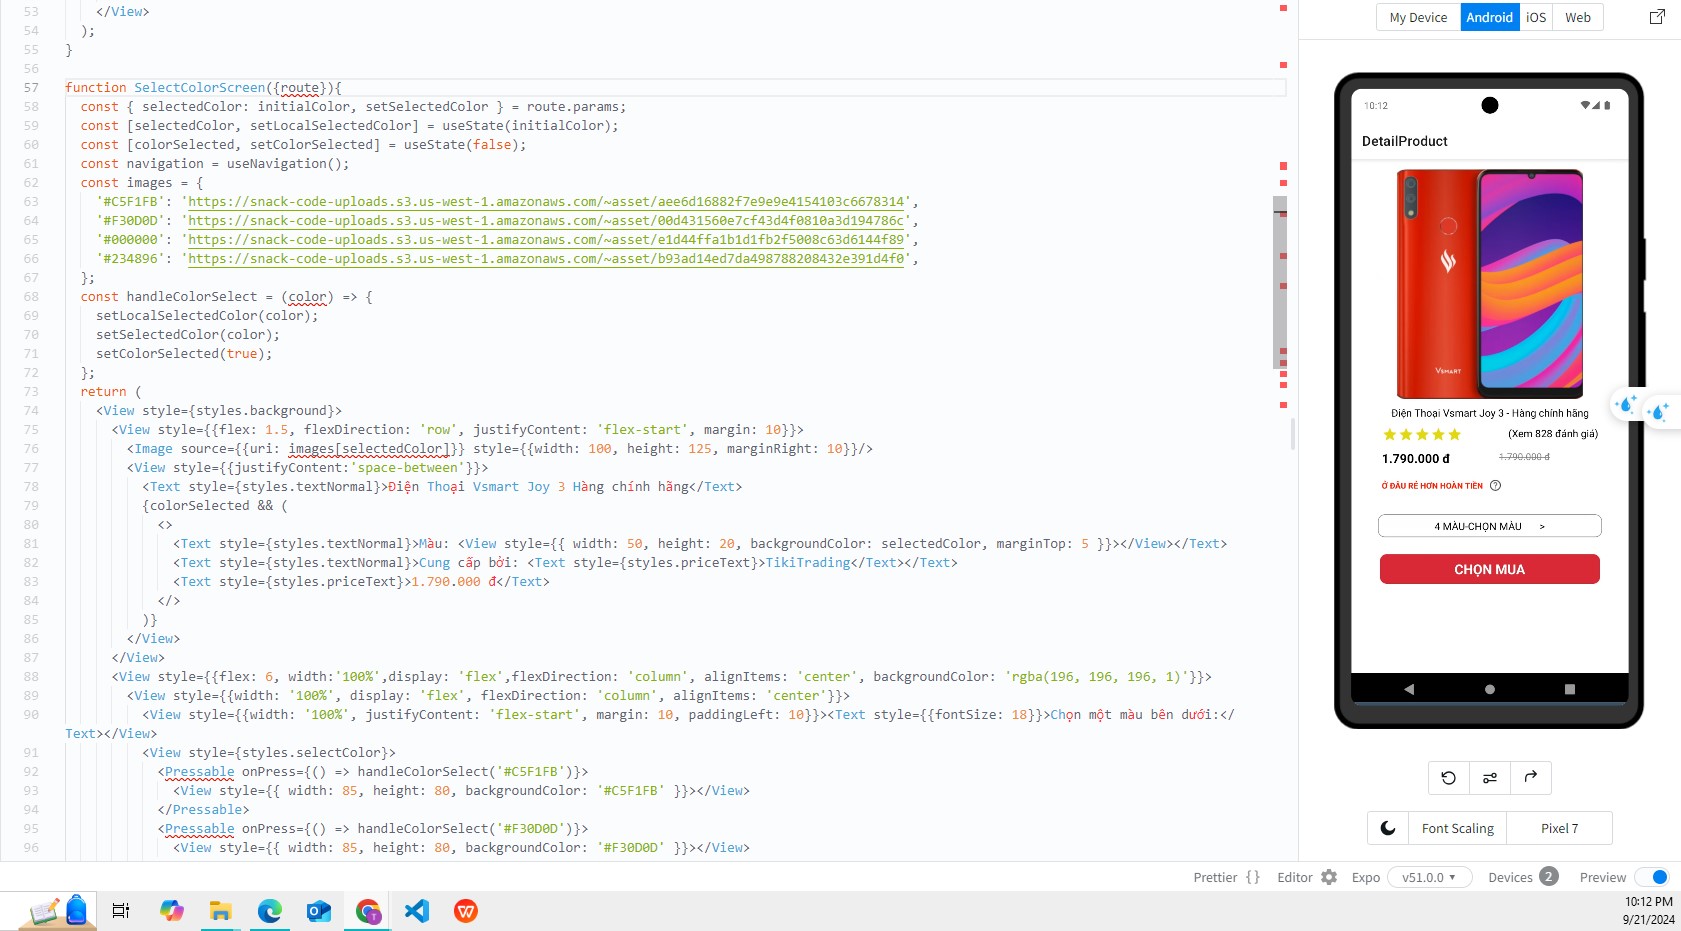 53 </View>
54 );
55 }
56
57 function SelectColorScreen({route}){
58 const { selectedColor: initialColor, setSelectedColor } = route.params;
59 const [selectedColor, setLocalSelectedColor] = useState(initialColor);
60 const [colorSelected, setColorSelected] = useState(false);
61 const navigation = useNavigation();
62 const images = {
63 '#C5F1FB': 'https://snack-code-uploads.s3.us-west-1.amazonaws.com/~asset/aee6d16882f7e9e9e4154103c6678314',
64 '#F30D0D': 'https://snack-code-uploads.s3.us-west-1.amazonaws.com/~asset/00d431560e7cf43d4f0810a3d194786c',
65 '#000000': 'https://snack-code-uploads.s3.us-west-1.amazonaws.com/~asset/e1d44ffa1b1d1fb2f5008c63d6144f89',
66 '#234896': 'https://snack-code-uploads.s3.us-west-1.amazonaws.com/~asset/b93ad14ed7da498788208432e391d4f0',
67 };
68 const handleColorSelect = (color) => {
69 setLocalSelectedColor(color);
70 setSelectedColor(color);
71 setColorSelected(true);
72 };
73 return (
74 <View style={styles.background}>
75 <View style={{flex: 1.5, flexDirection: 'row', justifyContent: 'flex-start', margin: 10}}>
76 <Image source={{uri: images[selectedColor]}} style={{width: 100, height: 125, marginRight: 10}}/>
77 <View style={{justifyContent:'space-between'}}>
78 <Text style={styles.textNormal}>Điện Thoại Vsmart Joy 3 Hàng chính hãng</Text>
79 {colorSelected && (
80 <>
81 <Text style={styles.textNormal}>Màu: <View style={{ width: 50, height: 20, backgroundColor: selectedColor, marginTop: 5 }}></View></Text>
82 <Text style={styles.textNormal}>Cung cấp bởi: <Text style={styles.priceText}>TikiTrading</Text></Text>
83 <Text style={styles.priceText}>1.790.000 đ</Text>
84 </>
85 )}
86 </View>
87 </View>
88 <View style={{flex: 6, width:'100%',display: 'flex',flexDirection: 'column', alignItems: 'center', backgroundColor: 'rgba(196, 196, 196, 1)'}}>
89 <View style={{width: '100%', display: 'flex', flexDirection: 'column', alignItems: 'center'}}>
90 <View style={{width: '100%', justifyContent: 'flex-start', margin: 10, paddingLeft: 10}}><Text style={{fontSize: 18}}>Chọn một màu bên dưới:</
Text></View>
91 <View style={styles.selectColor}>
92 <Pressable onPress={() => handleColorSelect('#C5F1FB')}>
93 <View style={{ width: 85, height: 80, backgroundColor: '#C5F1FB' }}></View>
94 </Pressable>
95 <Pressable onPress={() => handleColorSelect('#F30D0D')}>
96 <View style={{ width: 85, height: 80, backgroundColor: '#F30D0D' }}></View>
My Device Android iOS Web
10:12
DetailProduct
VSMART
Điện Thoại Vsmart Joy 3 - Hàng chính hãng
(Xem 828 đánh giá)
1.790.000 đ 1.790.000 đ
Ở ĐÂU RẺ HƠN HOÀN TIỀN ?
4 MÀU-CHỌN MÀU >
CHỌN MUA
Font Scaling Pixel 7
Prettier {} Editor Expo v51.0.0 Devices 2 Preview
10:12 PM
9/21/2024